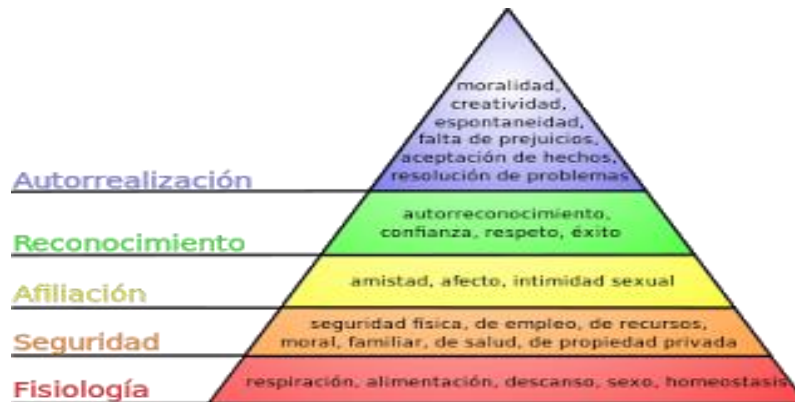 moralidad,
creatividad,
espontaneidad,
falta de prejuicios,
aceptación de hechos,
resolución de problemas
Autorrealización
autorreconocimiento,
confianza, respeto, éxito
Reconocimiento
amistad, afecto, intimidad sexual
Afiliación
seguridad física, de empleo, de recursos,
moral, familiar, de salud, de propiedad privada
Seguridad
respiración, alimentación, descanso, sexo, homeostasis
Fisiología